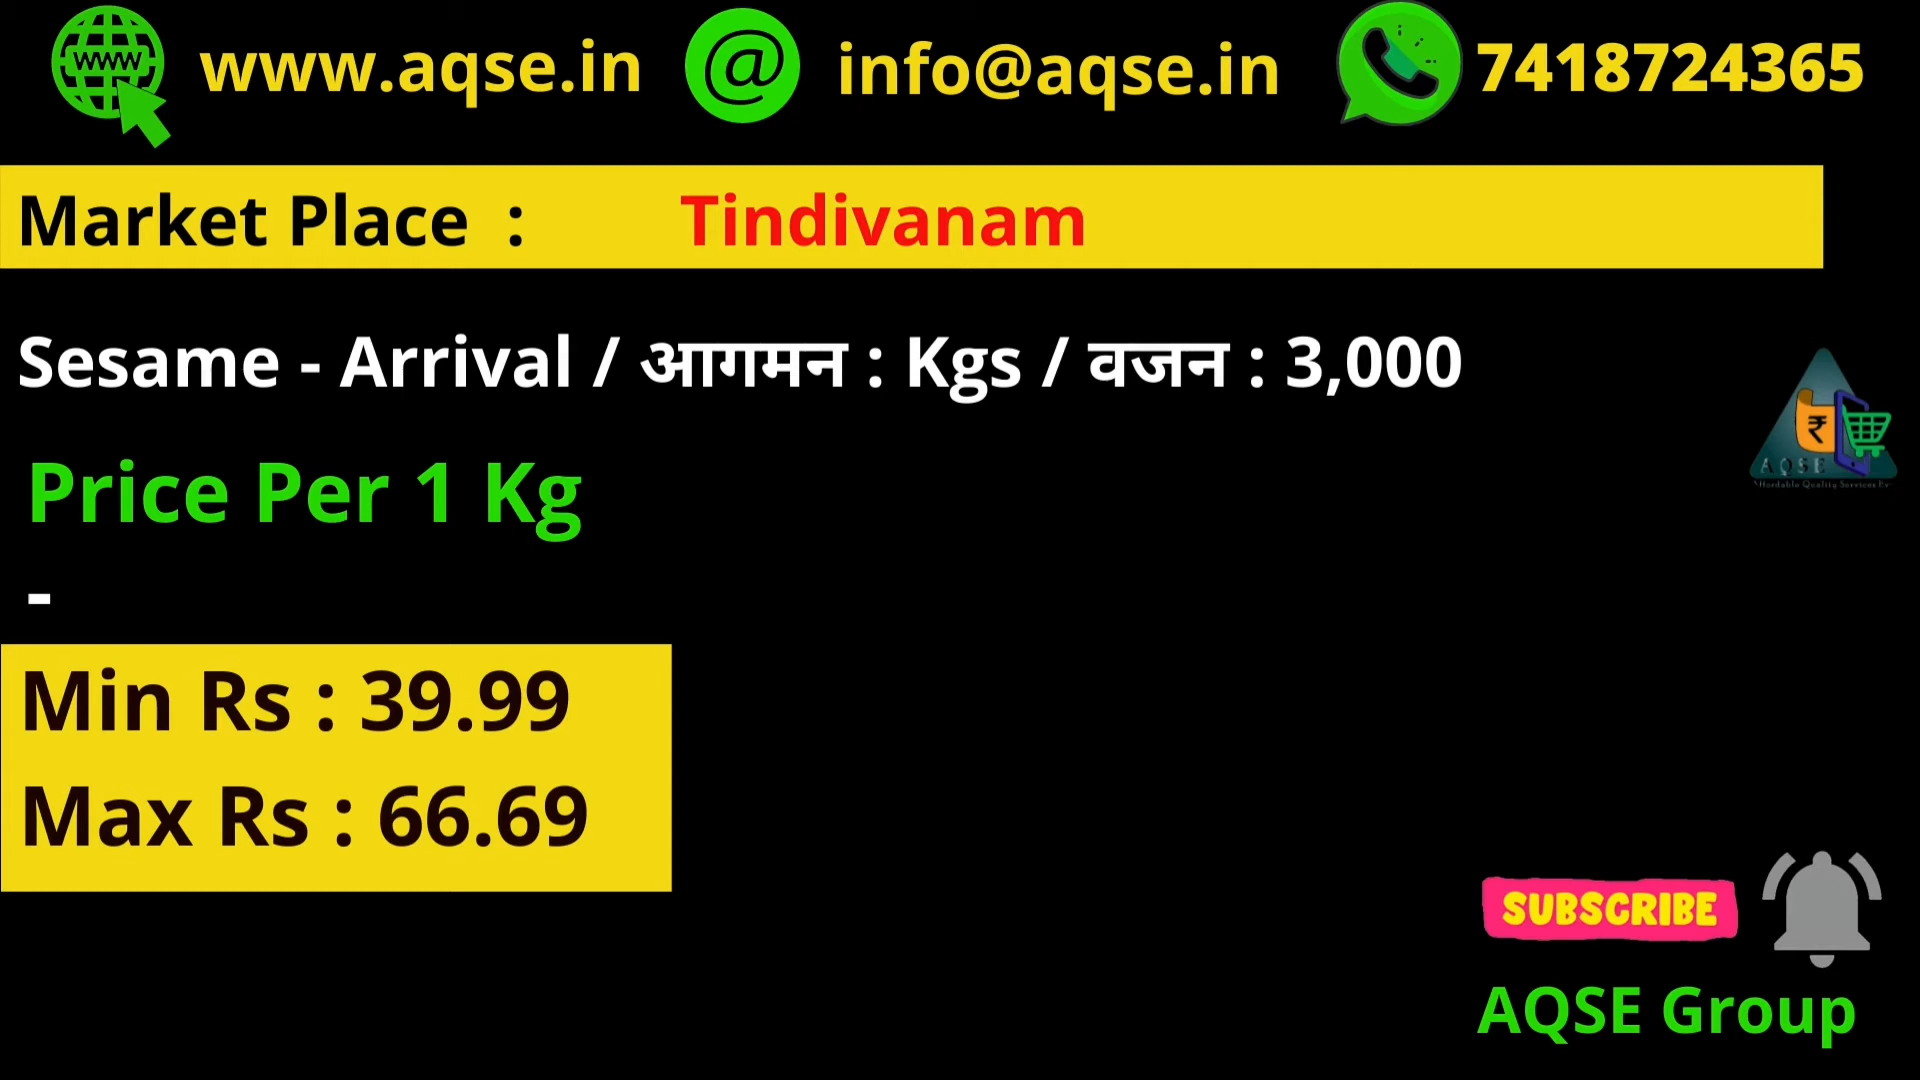 www.aqse.in info@aqse.in 7418724365
Market Place : Tindivanam
Sesame - Arrival / आगमन : Kgs / वजन : 3,000
Price Per 1 Kg
-
Min Rs : 39.99
Max Rs : 66.69
AQSE
SUBSCRIBE
AQSE Group